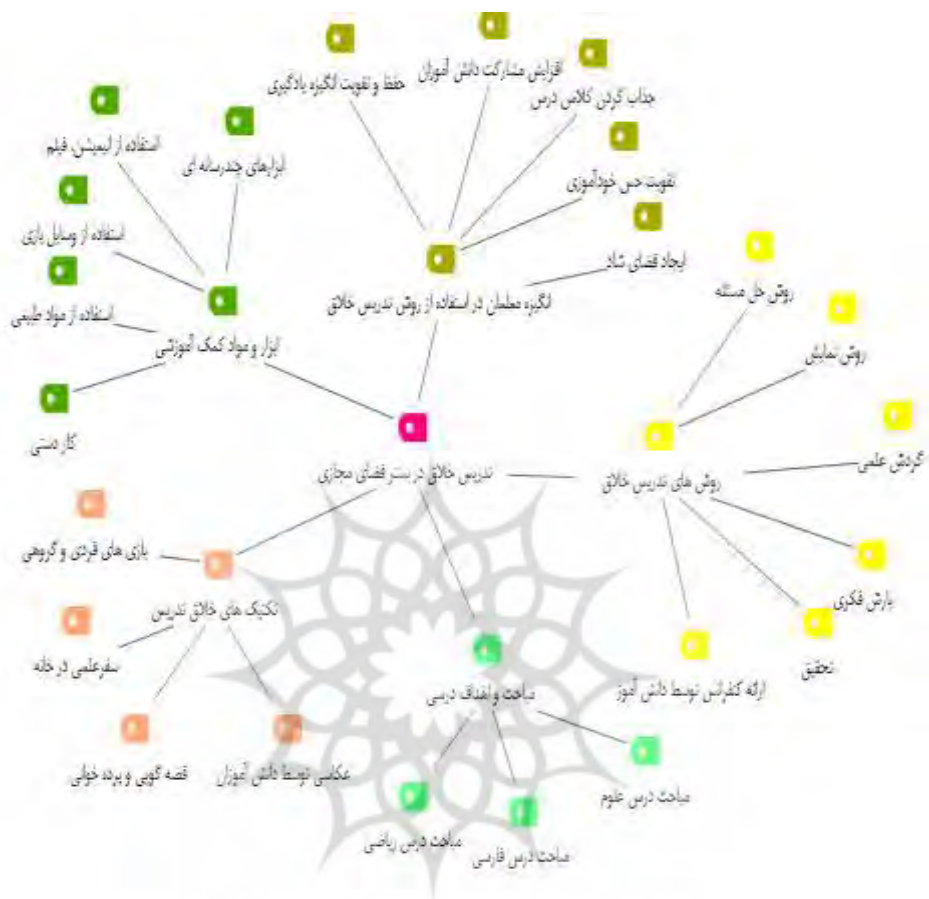 افزایش مشارکت دانش آموزان
حفظ و تقویت انگیزه یادگیری
جذاب کردن کلاس درس
استفاده از انیمیشن، فیلم
ابزارهای چندرسانه ای
تقویت حس خودآموزی
استفاده از وسایل بازی
ایجاد فضای شاد
روش حل مسئله
انگیزه معلمان در استفاده از روش تدریس خلاق
استفاده از مواد طبیعی
ابزار و مواد کمک آموزشی
روش نمایش
کار دستی
گردش علمی
تدریس خلاق در بستر فضای مجازی
روش های تدریس خلاق
بازی های فردی و گروهی
بارش فکری
تکنیک های خلاق تدریس
سفرعلمی در خانه
تحقیق
ارائه کنفرانس توسط دانش آموز
مباحث و اهداف درسی
قصه گویی و پرده خوانی
عکاسی توسط دانش آموزان
مباحث درس علوم
مباحث درس ریاضی
مباحث درس فارسی